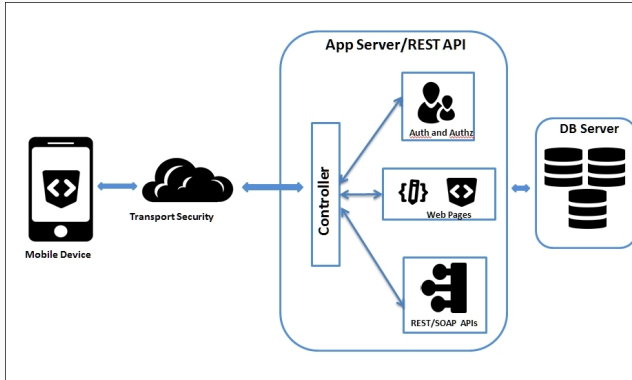 App Server/REST API
Auth and Authz
DB Server
Controller
Web Pages
Transport Security
Mobile Device
REST/SOAP APIs